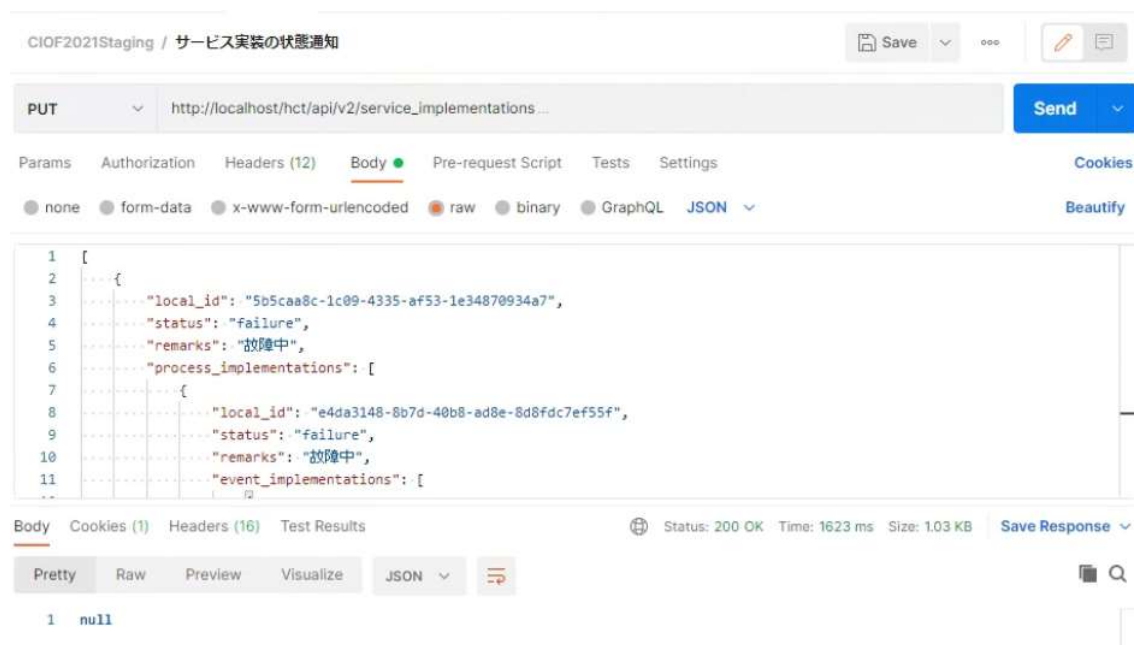 CIOF2021Staging / サービス実装の状態通知
Save
PUT http://localhost/hct/api/v2/service_implementations ... Send
Params Authorization Headers (12) Body Pre-request Script Tests Settings Cookies
none form-data x-www-form-urlencoded raw binary GraphQL JSON Beautify
1 [
2 {
3 "local_id": "5b5caa8c-1c09-4335-af53-1e34870934a7",
4 "status": "failure",
5 "remarks": "故障中",
6 "process_implementations": [
7 {
8 "local_id": "e4da3148-8b7d-40b8-ad8e-8d8fdc7ef55f",
9 "status": "failure",
10 "remarks": "故障中",
11 "event_implementations": [
Body Cookies (1) Headers (16) Test Results Status: 200 OK Time: 1623 ms Size: 1.03 KB Save Response
Pretty Raw Preview Visualize JSON
1 null